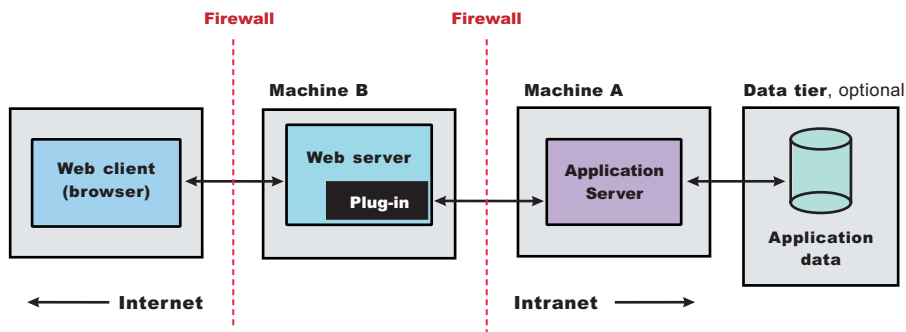 Firewall
Firewall
Machine B
Machine A
Data tier, optional
Web client
(browser)
Web server
Plug-in
Application
Server
Application
data
Internet
Intranet